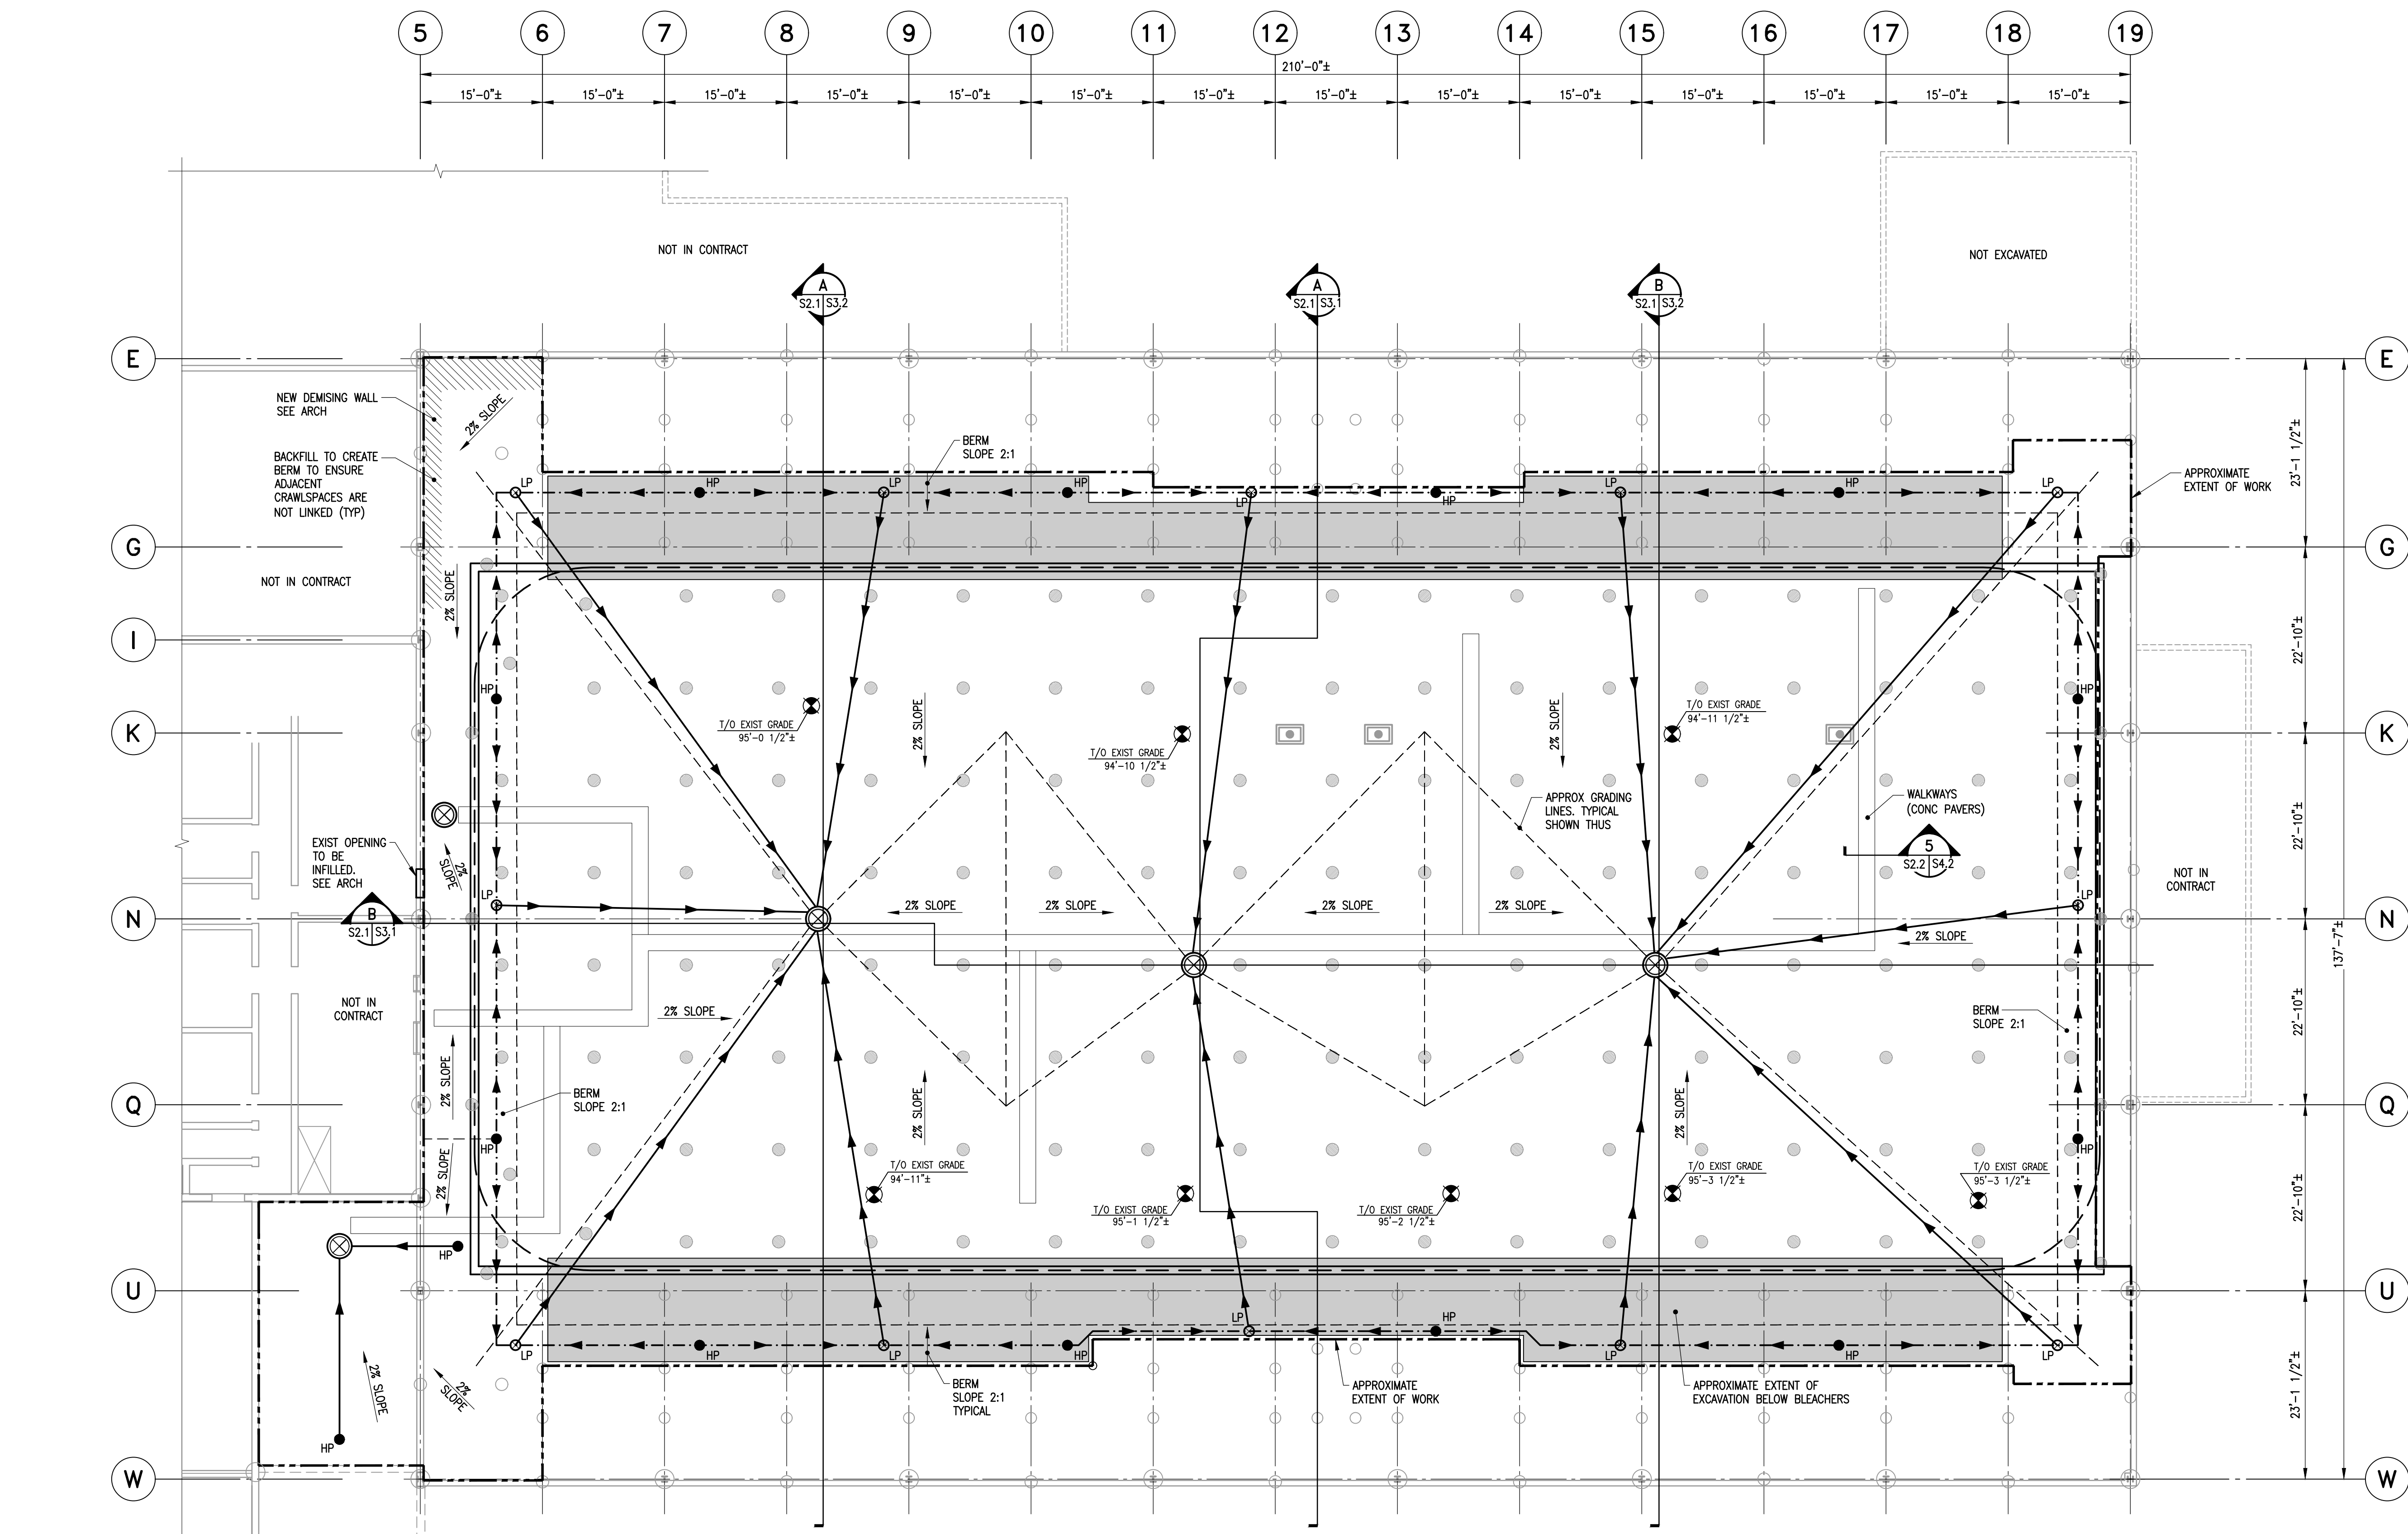 5 6 7 8 9 10 11 12 13 14 15 16 17 18 19
210'-0"±
15'-0"± 15'-0"± 15'-0"± 15'-0"± 15'-0"± 15'-0"± 15'-0"± 15'-0"± 15'-0"± 15'-0"± 15'-0"± 15'-0"± 15'-0"± 15'-0"±
NOT IN CONTRACT
NOT EXCAVATED
A
S2.1 S3.2
A
S2.1 S3.1
B
S2.1 S3.2
E
E
NEW DEMISING WALL
SEE ARCH
2% SLOPE
BACKFILL TO CREATE
BERM TO ENSURE
ADJACENT
CRAWLSPACES ARE
NOT LINKED (TYP)
BERM
SLOPE 2:1
APPROXIMATE
EXTENT OF WORK
23'-1 1/2"±
LP HP LP HP LP HP LP HP LP
G
G
NOT IN CONTRACT
2% SLOPE
I
I
22'-10"±
HP
HP
T/O EXIST GRADE
95'-0 1/2"±
T/O EXIST GRADE
94'-10 1/2"±
T/O EXIST GRADE
94'-11 1/2"±
2% SLOPE
2% SLOPE
K
K
22'-10"±
APPROX GRADING
LINES. TYPICAL
SHOWN THUS
WALKWAYS
(CONC PAVERS)
5
S2.2 S4.2
EXIST OPENING
TO BE
INFILLED.
SEE ARCH
2%
SLOPE
NOT IN
CONTRACT
LP
LP
B
S2.1 S3.1
N
N
2% SLOPE
2% SLOPE
2% SLOPE
2% SLOPE
2% SLOPE
137'-7"±
22'-10"±
NOT IN
CONTRACT
2% SLOPE
BERM
SLOPE 2:1
2% SLOPE
BERM
SLOPE 2:1
2% SLOPE
2% SLOPE
Q
Q
HP
HP
2% SLOPE
T/O EXIST GRADE
94'-11"±
T/O EXIST GRADE
95'-1 1/2"±
T/O EXIST GRADE
95'-2 1/2"±
T/O EXIST GRADE
95'-3 1/2"±
T/O EXIST GRADE
95'-3 1/2"±
22'-10"±
HP
U
U
LP HP LP HP LP HP LP HP LP
2% SLOPE
2%
SLOPE
BERM
SLOPE 2:1
TYPICAL
APPROXIMATE
EXTENT OF WORK
APPROXIMATE EXTENT OF
EXCAVATION BELOW BLEACHERS
23'-1 1/2"±
HP
W
W